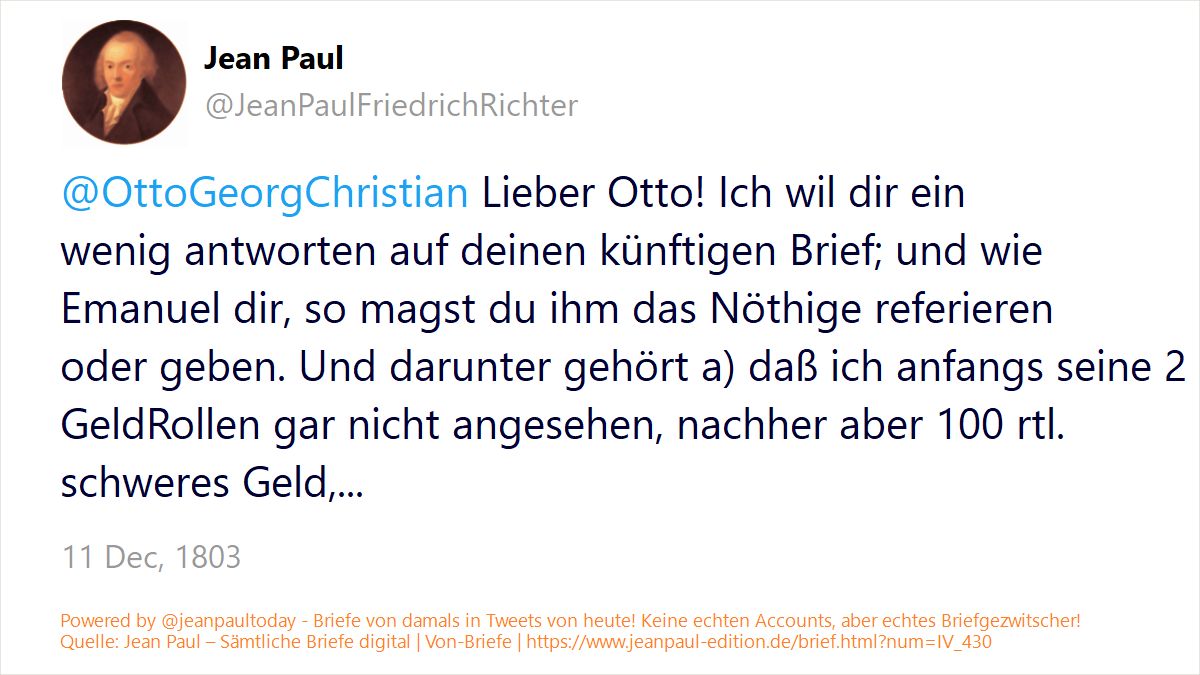 Jean Paul
@JeanPaulFriedrichRichter
@OttoGeorgChristian Lieber Otto! Ich wil dir ein
wenig antworten auf deinen künftigen Brief; und wie
Emanuel dir, so magst du ihm das Nöthige referieren
oder geben. Und darunter gehört a) daß ich anfangs seine 2
GeldRollen gar nicht angesehen, nachher aber 100 rtl.
schweres Geld,...
11 Dec, 1803
Powered by @jeanpaultoday - Briefe von damals in Tweets von heute! Keine echten Accounts, aber echtes Briefgezwitscher!
Quelle: Jean Paul – Sämtliche Briefe digital | Von-Briefe | https://www.jeanpaul-edition.de/brief.html?num=IV_430